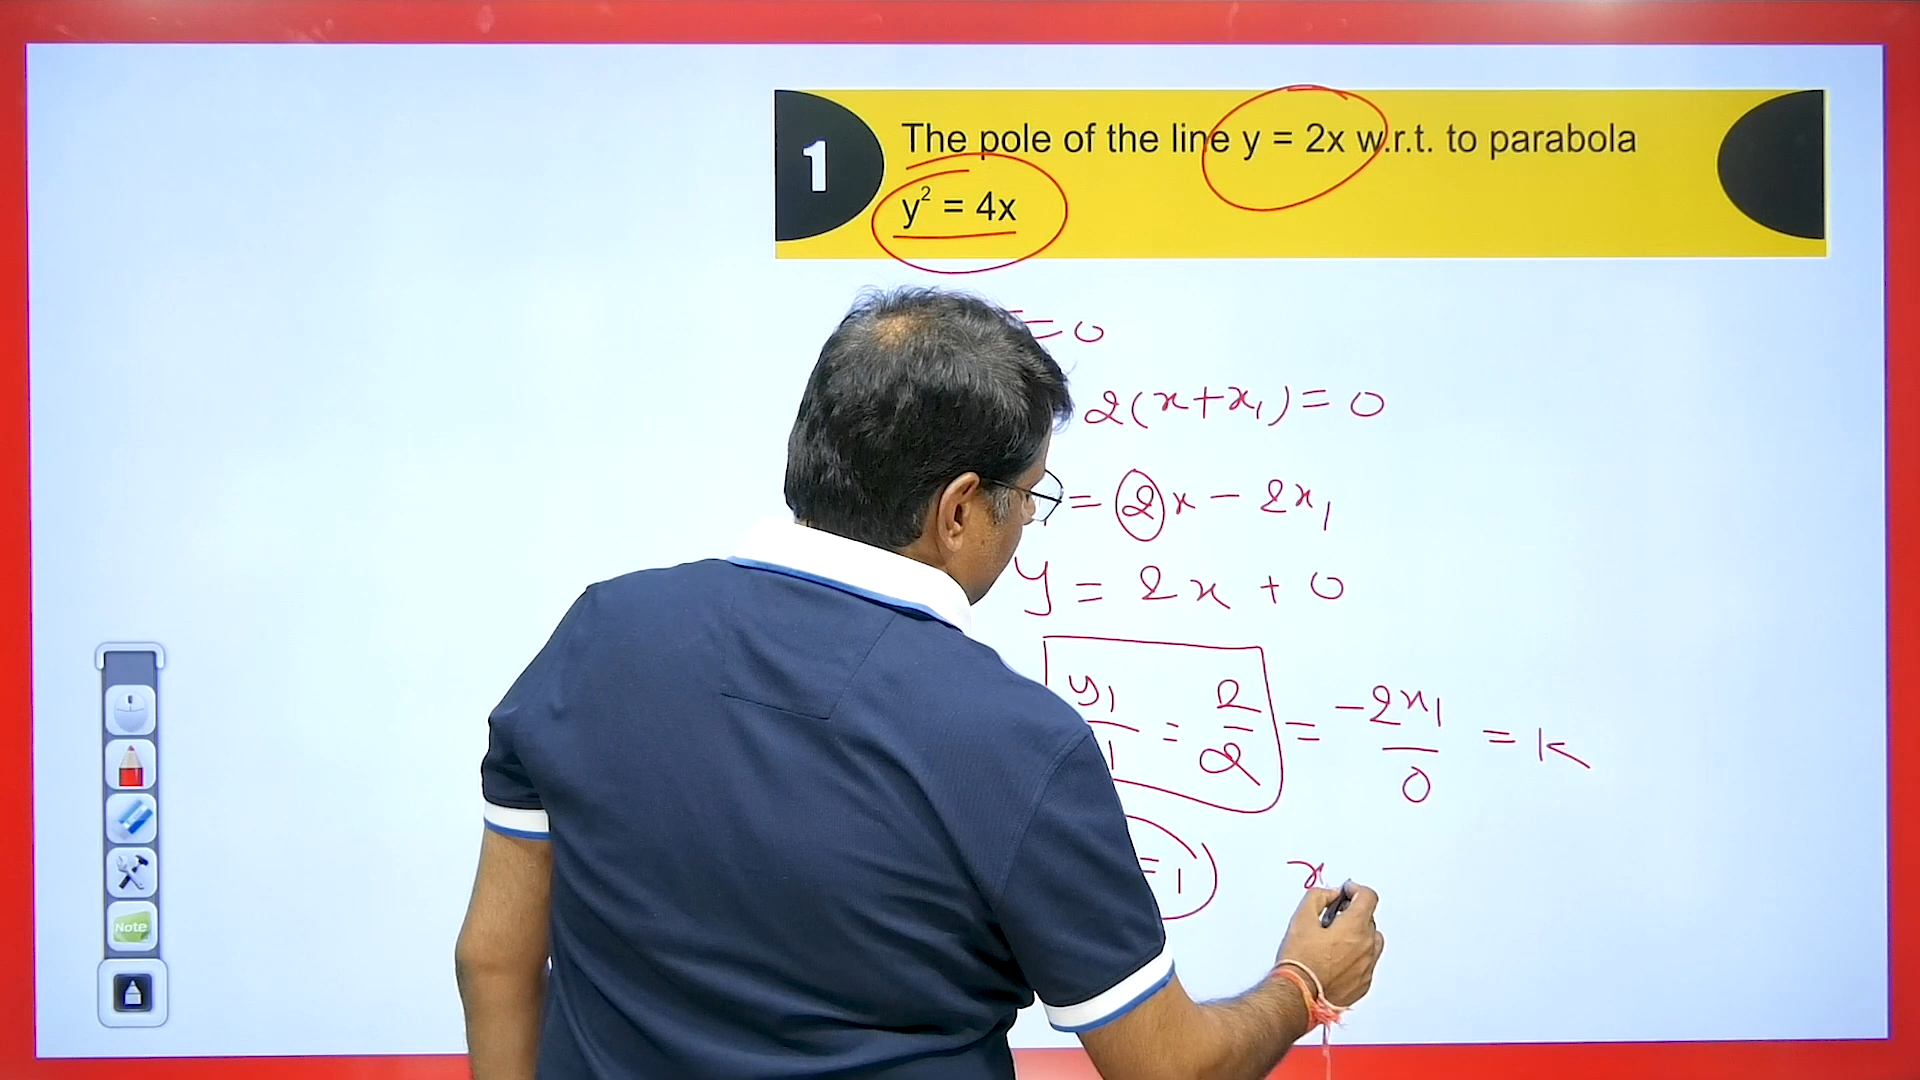 1
The pole of the line y = 2x w.r.t. to parabola
y² = 4x
= 0
2(x+x₁) = 0
= 2x - 2x₁
y = 2x + 0
y₁/1 = 2/2 = -2x₁/0 = k
= 1 x
Note